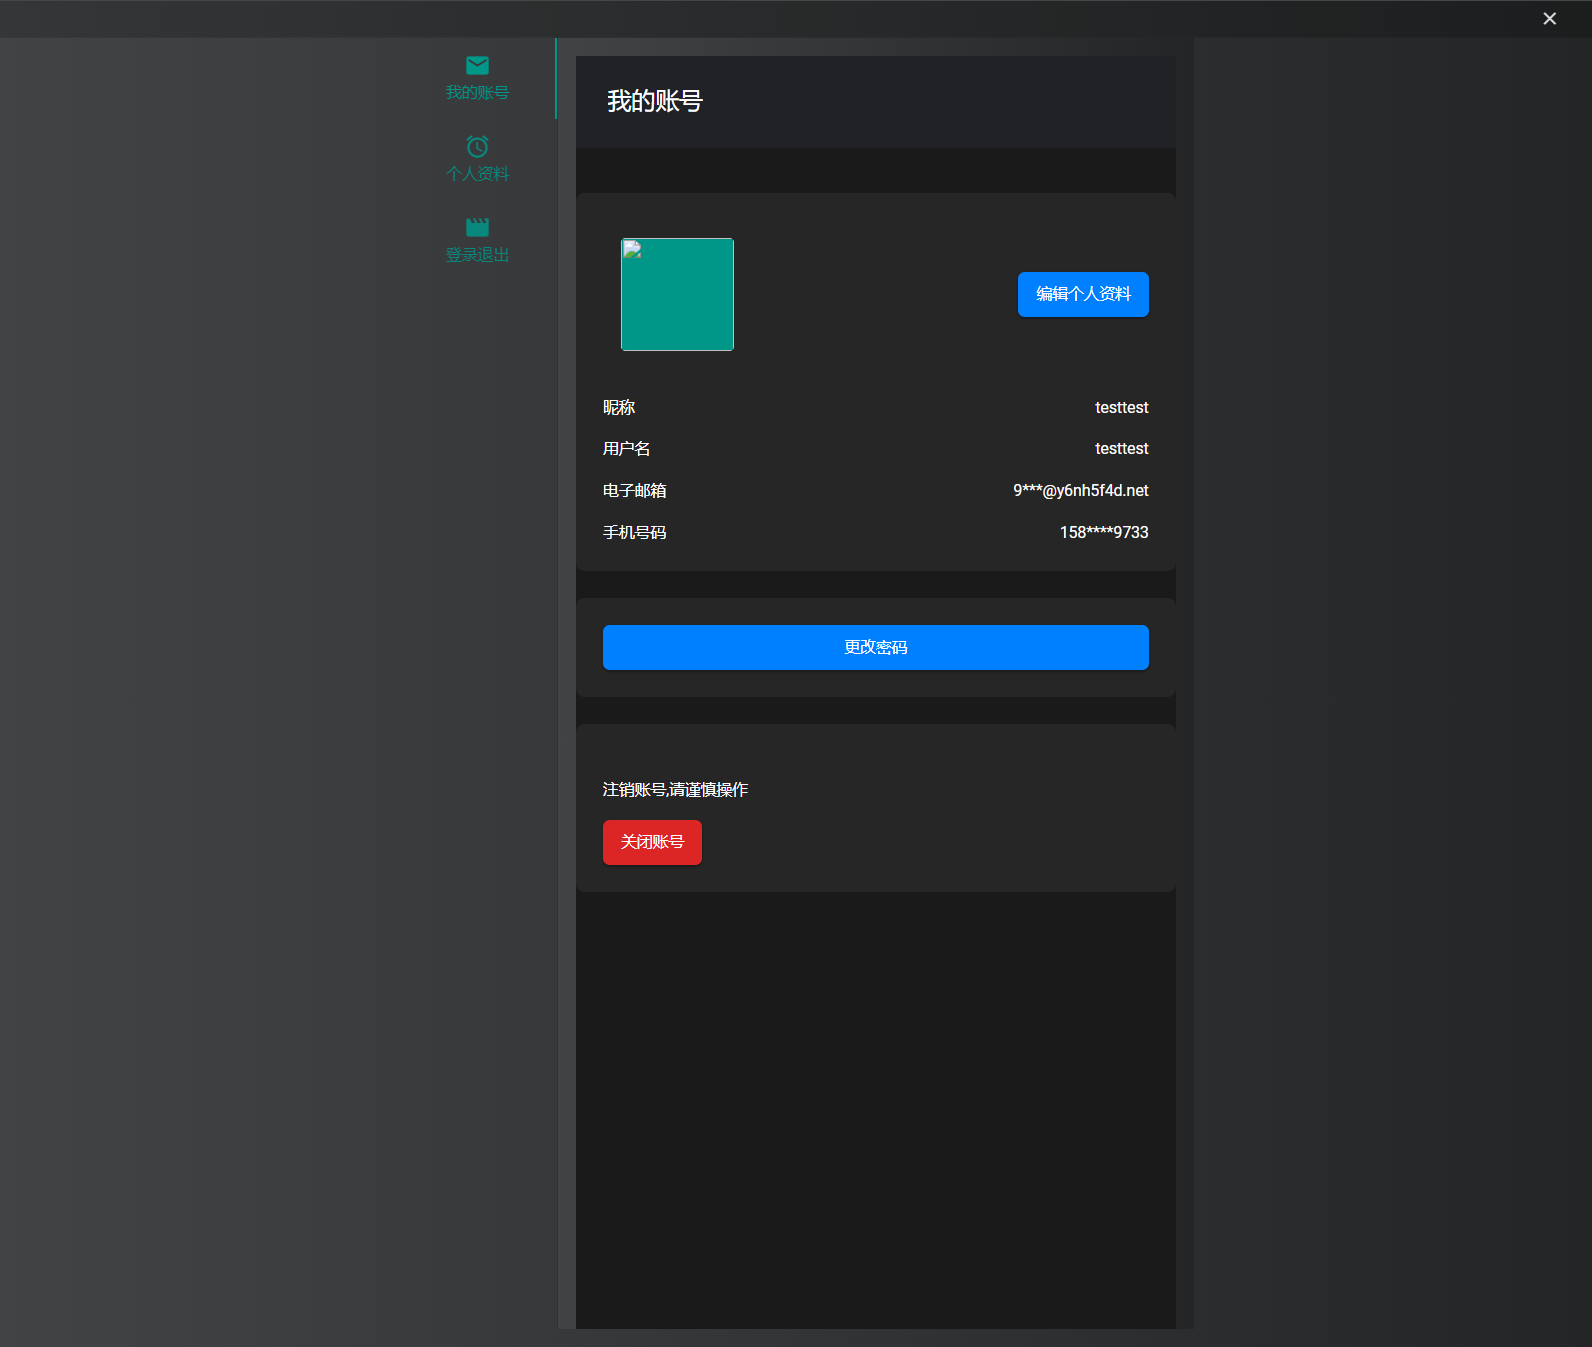 我的账号
个人资料
登录退出
我的账号
编辑个人资料
昵称 testtest
用户名 testtest
电子邮箱 9***@y6nh5f4d.net
手机号码 158****9733
更改密码
注销账号,请谨慎操作
关闭账号